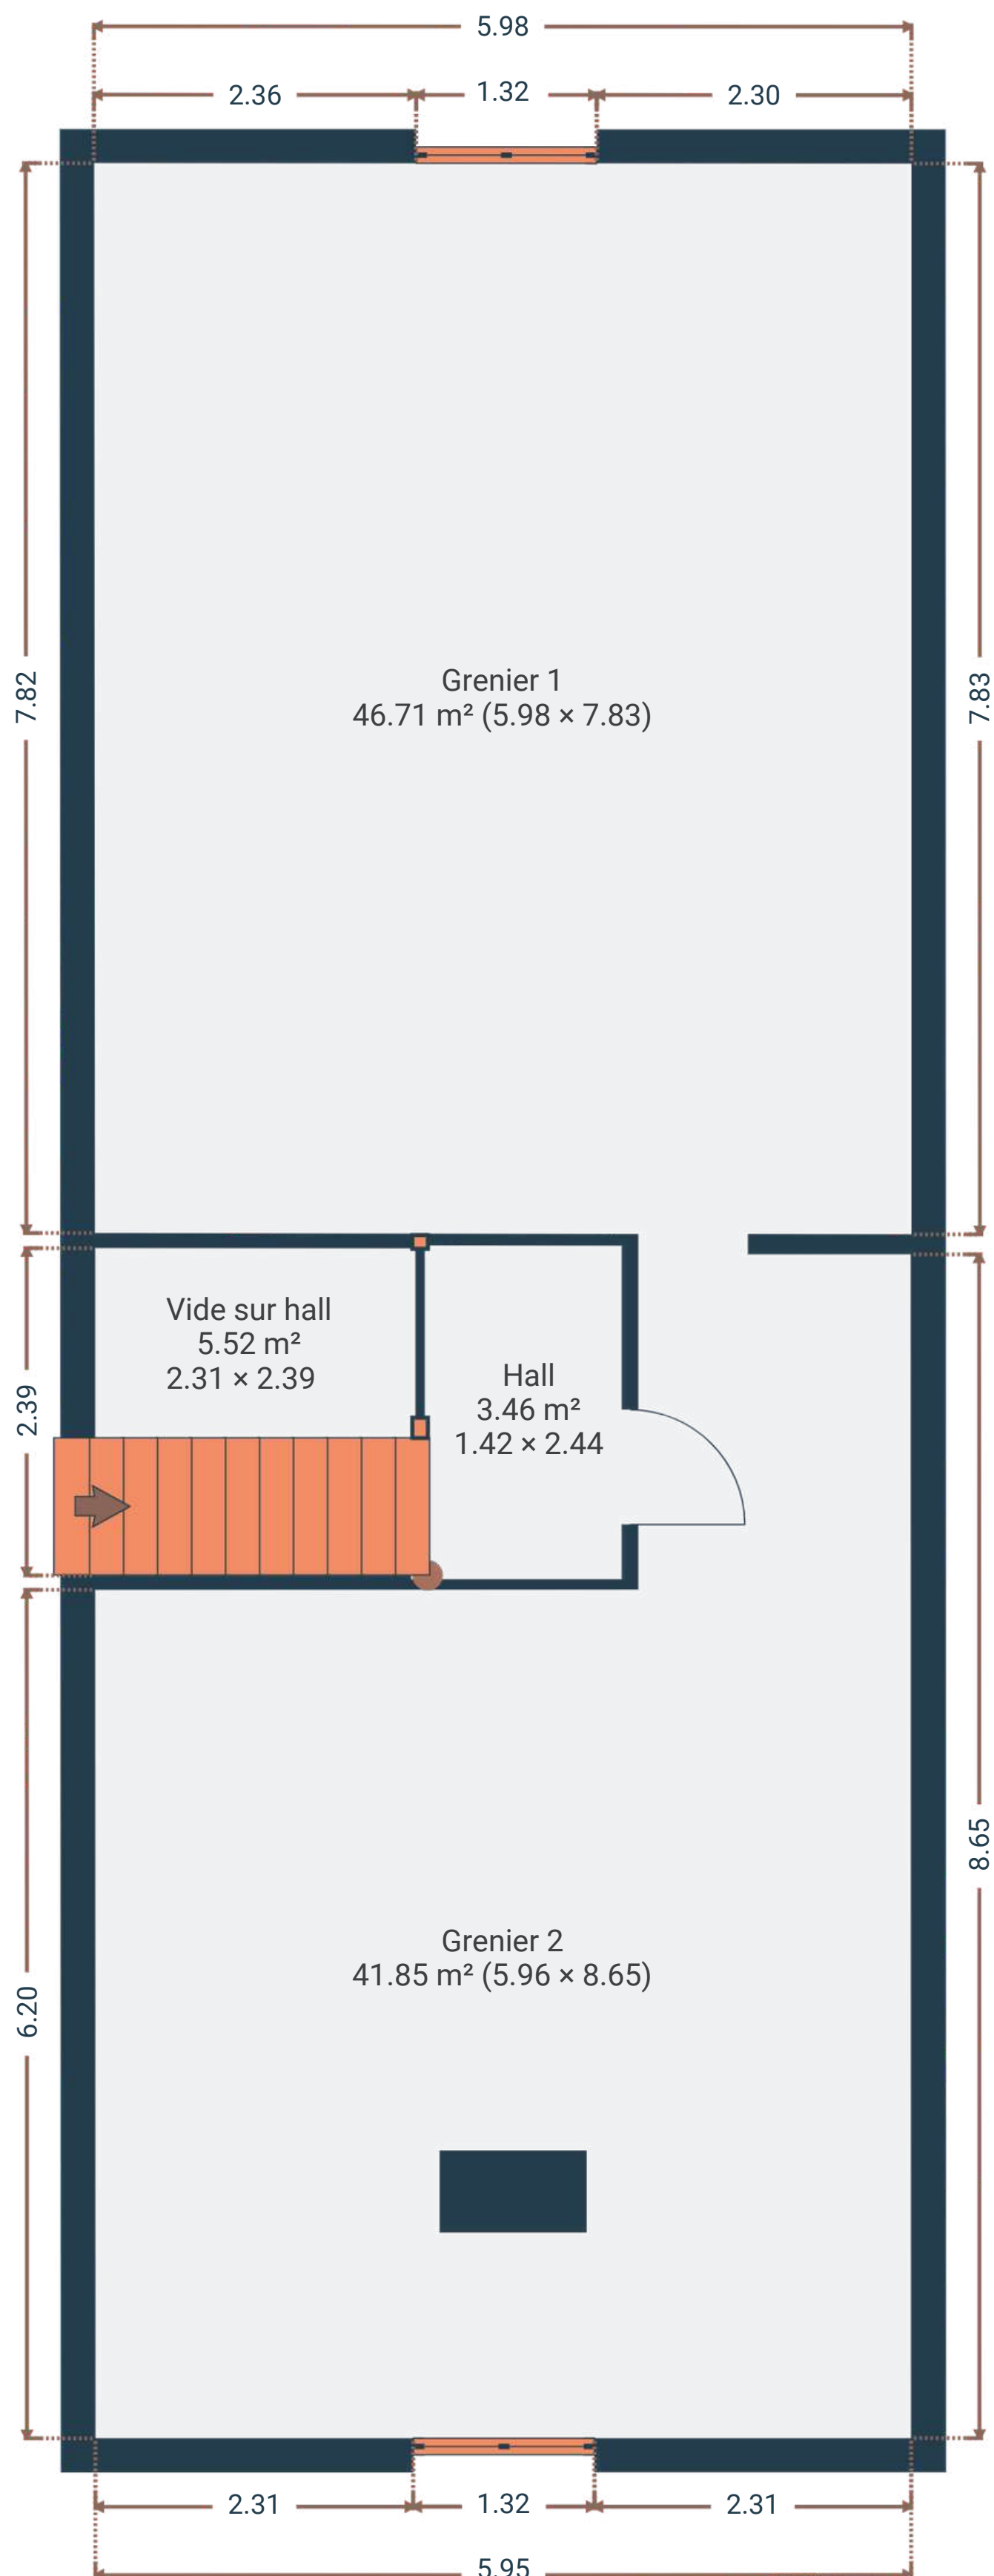 5.98
2.36
1.32
2.30
7.82
7.83
Grenier 1
46.71 m² (5.98 × 7.83)
Vide sur hall
5.52 m²
2.31 × 2.39
2.39
Hall
3.46 m²
1.42 × 2.44
8.65
Grenier 2
41.85 m² (5.96 × 8.65)
6.20
2.31
1.32
2.31
5.95